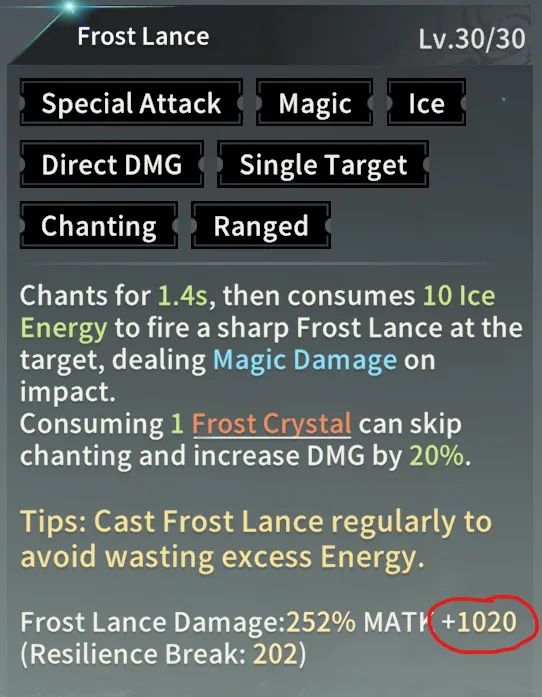 Frost Lance
Lv.30/30
Special Attack
Magic
Ice
Direct DMG
Single Target
Chanting
Ranged
Chants for 1.4s, then consumes 10 Ice
Energy to fire a sharp Frost Lance at the
target, dealing Magic Damage on
impact.
Consuming 1 Frost Crystal can skip
chanting and increase DMG by 20%.
Tips: Cast Frost Lance regularly to
avoid wasting excess Energy.
Frost Lance Damage:252% MATK +1020
(Resilience Break: 202)